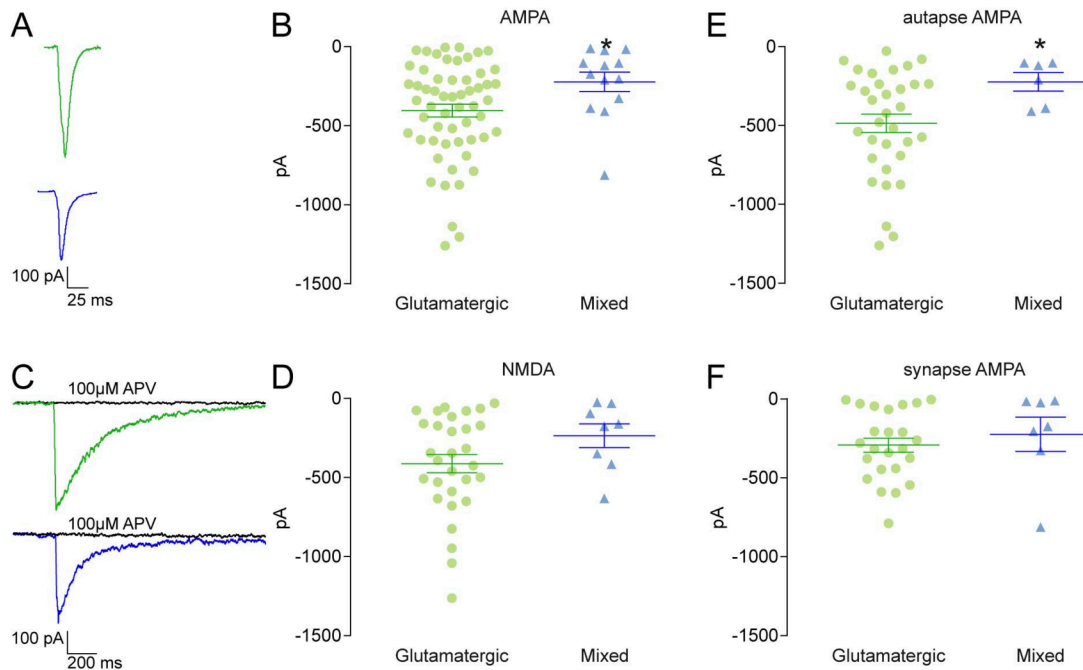 A
100 pA
25 ms
B
AMPA
*
0
-500
-1000
-1500
pA
Glutamatergic
Mixed
E
autapse AMPA
*
0
-500
-1000
-1500
pA
Glutamatergic
Mixed
C
100µM APV
100µM APV
100 pA
200 ms
D
NMDA
0
-500
-1000
-1500
pA
Glutamatergic
Mixed
F
synapse AMPA
0
-500
-1000
-1500
pA
Glutamatergic
Mixed